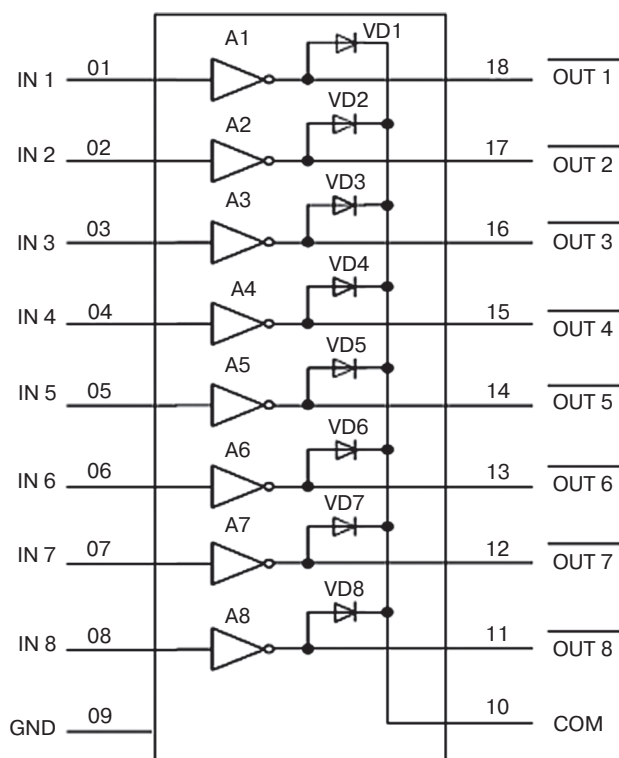 A1 VD1
IN 1 01 18 OUT 1
A2 VD2
IN 2 02 17 OUT 2
A3 VD3
IN 3 03 16 OUT 3
A4 VD4
IN 4 04 15 OUT 4
A5 VD5
IN 5 05 14 OUT 5
A6 VD6
IN 6 06 13 OUT 6
A7 VD7
IN 7 07 12 OUT 7
A8 VD8
IN 8 08 11 OUT 8
GND 09 10 COM